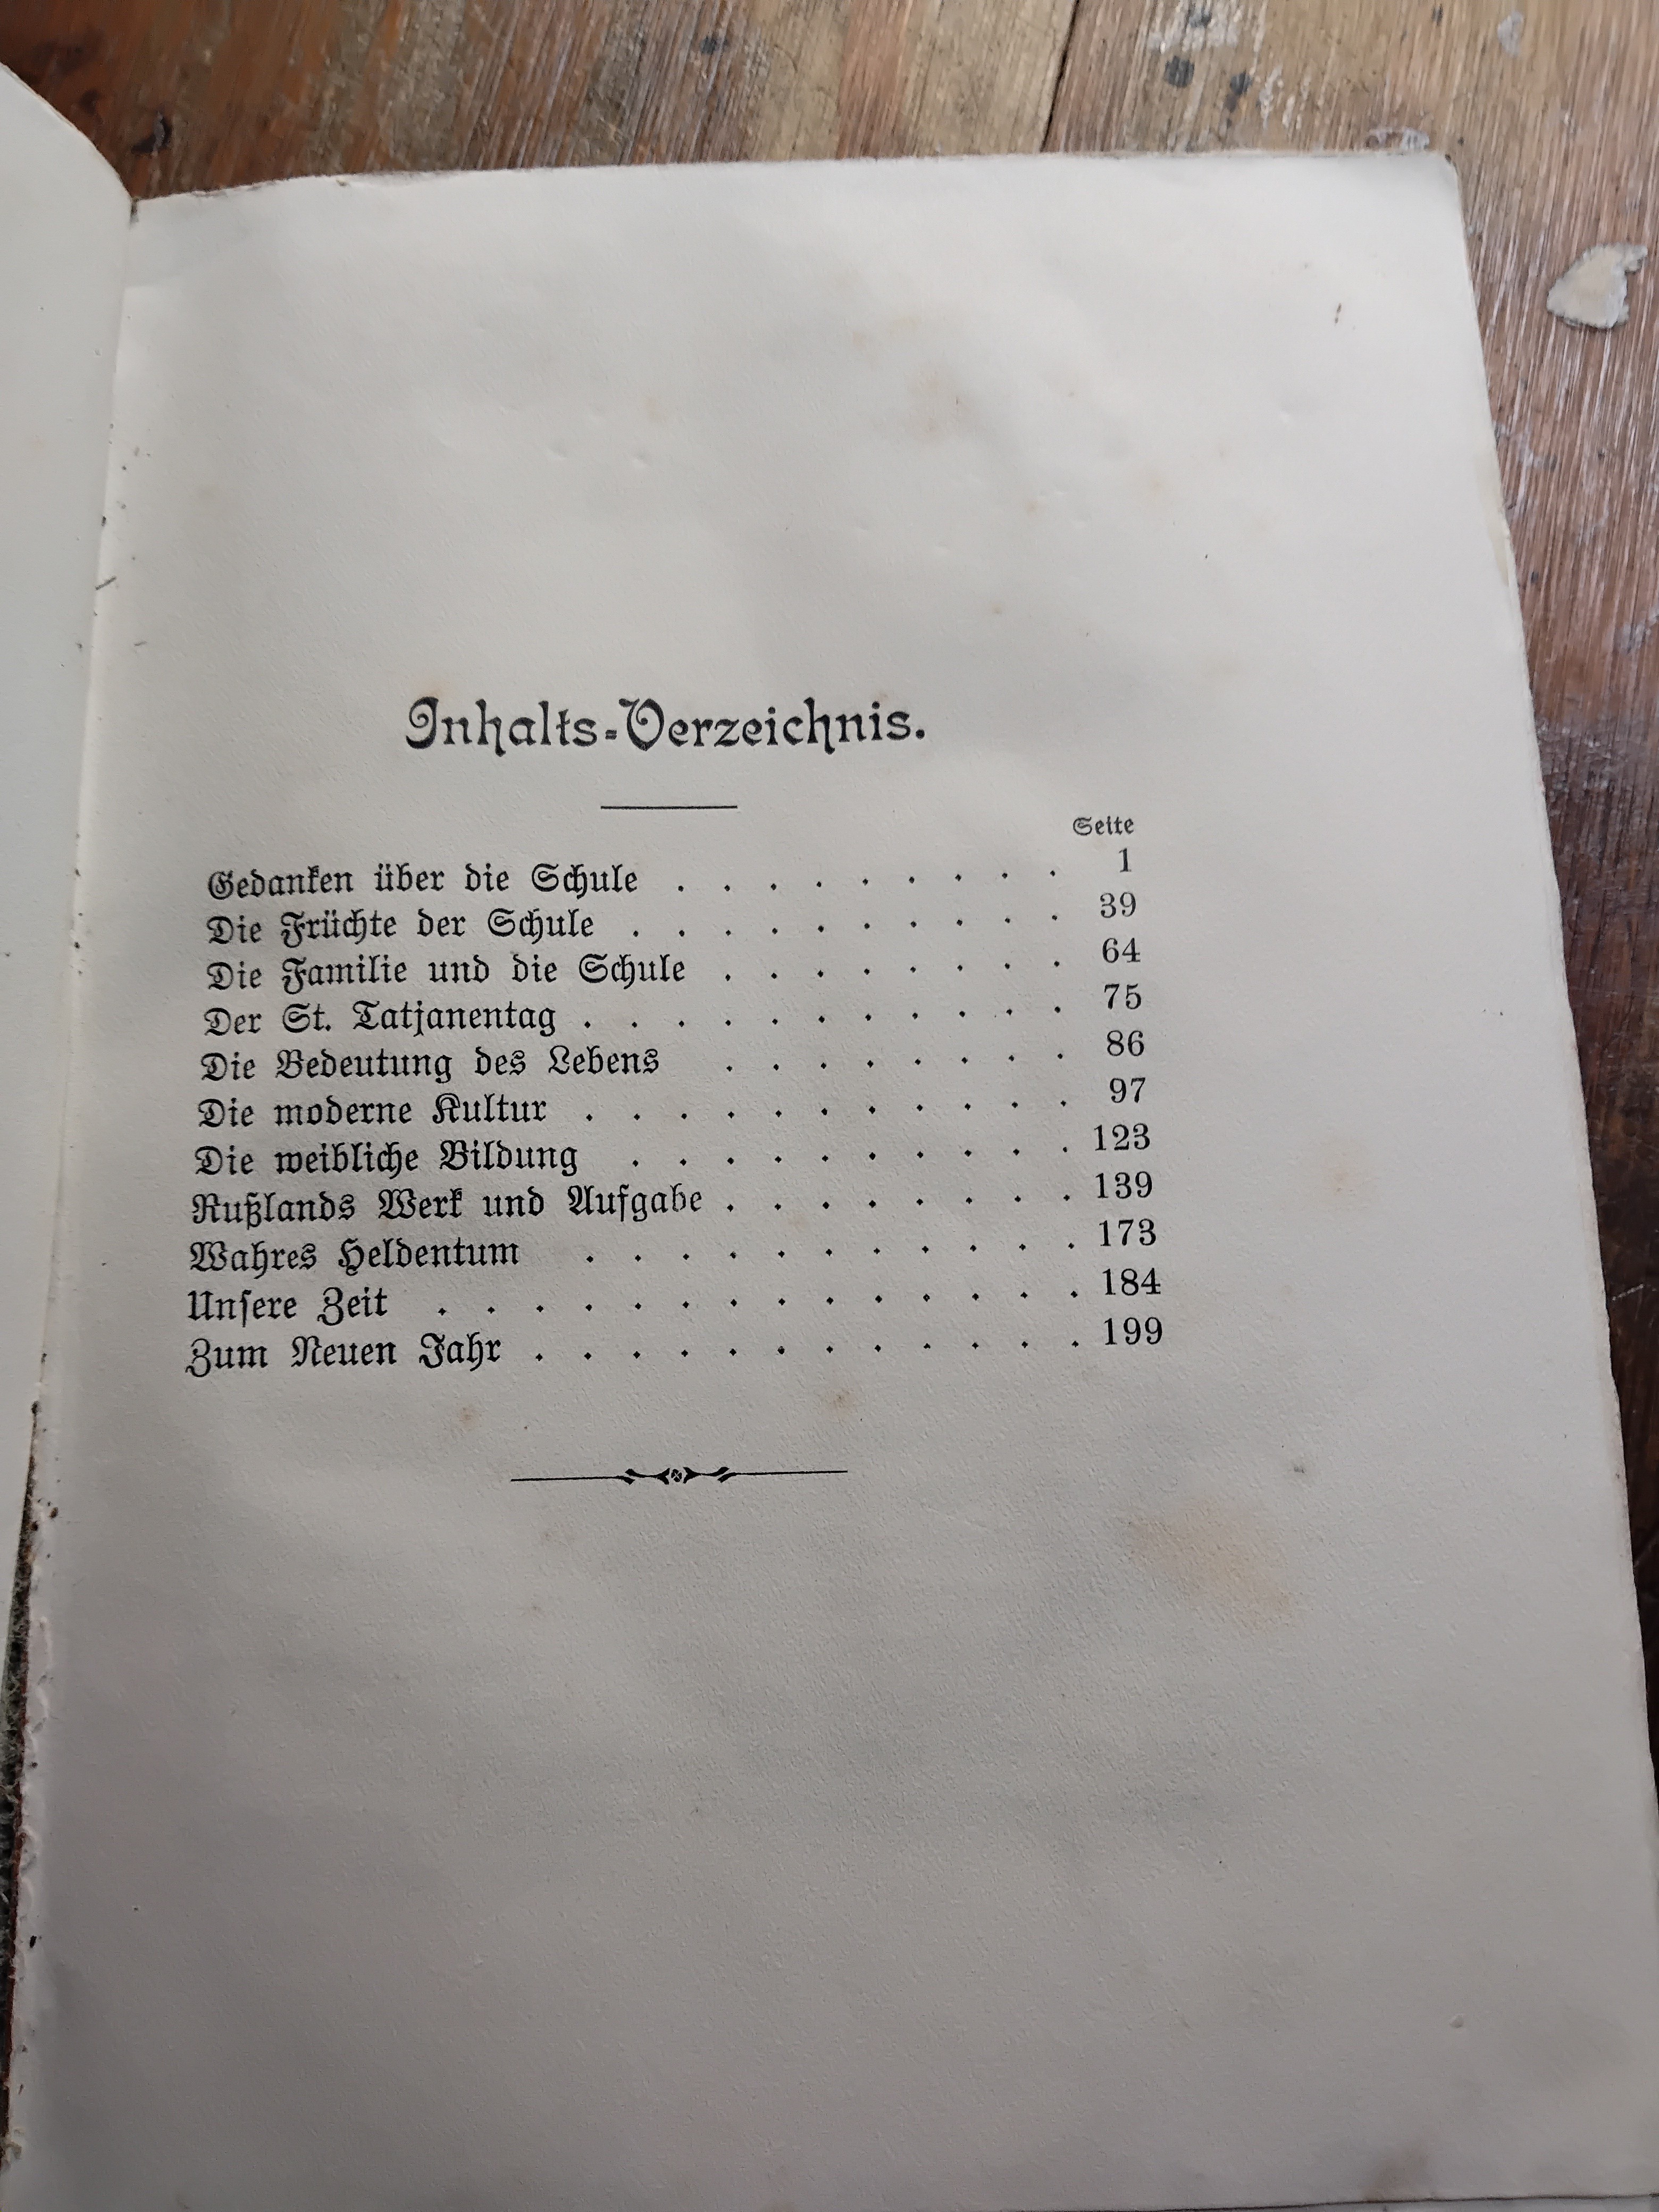 Inhalts-Verzeichnis.
Seite
Gedanken über die Schule . . . . . . . . . 1
Die Früchte der Schule . . . . . . . . . . 39
Die Familie und die Schule . . . . . . . . 64
Der St. Tatjanentag . . . . . . . . . . . 75
Die Bedeutung des Lebens . . . . . . . . 86
Die moderne Kultur . . . . . . . . . . . 97
Die weibliche Bildung . . . . . . . . . . 123
Rußlands Werk und Aufgabe . . . . . . . . 139
Wahres Heldentum . . . . . . . . . . . 173
Unſere Zeit . . . . . . . . . . . . . . 184
Zum Neuen Jahr . . . . . . . . . . . . 199